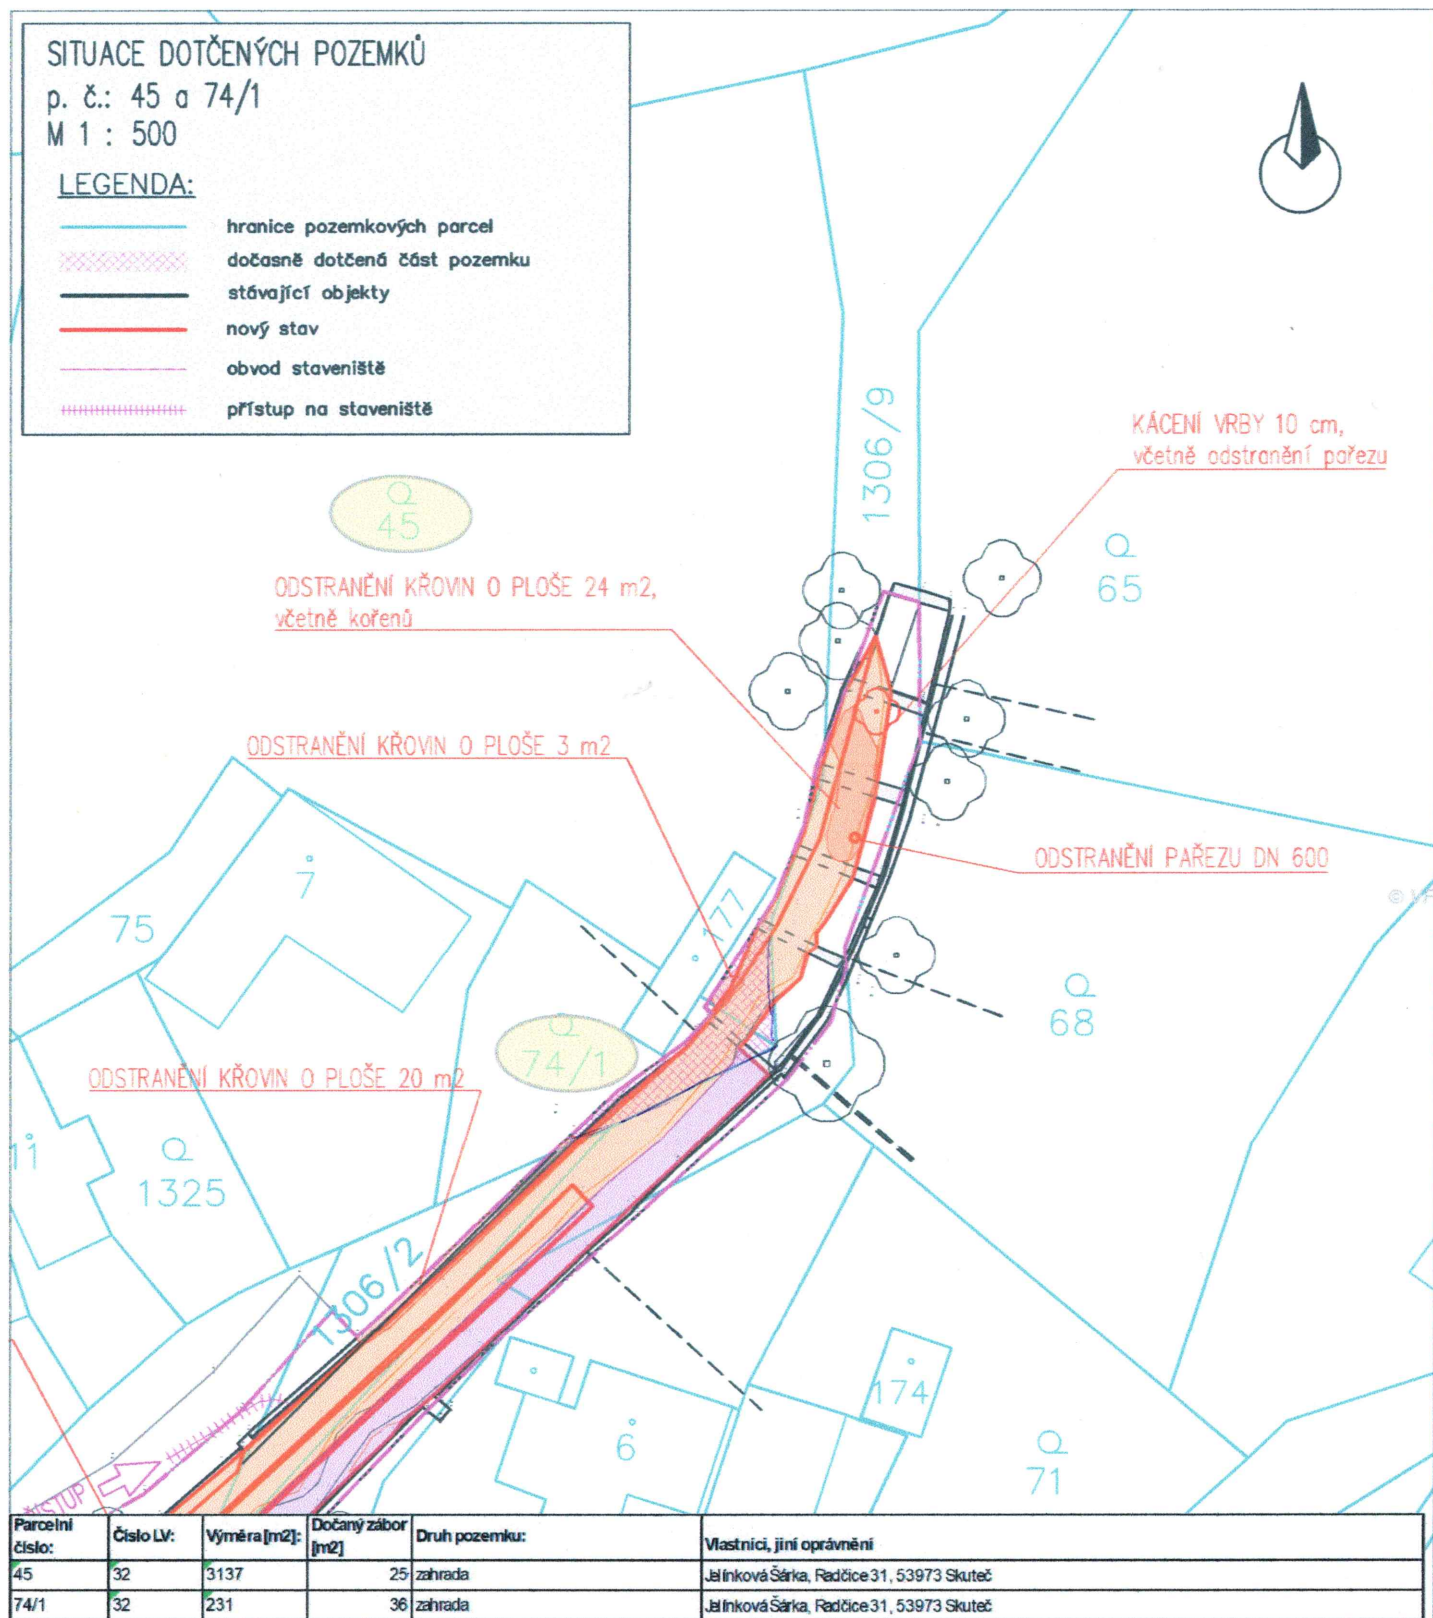 SITUACE DOTČENÝCH POZEMKŮ
p. č.: 45 a 74/1
M 1 : 500
LEGENDA:
hranice pozemkových parcel
dočasně dotčená část pozemku
stávající objekty
nový stav
obvod staveniště
přístup na staveniště
1306/9
KÁCENÍ VRBY 10 cm,
včetně odstranění pařezu
45
65
ODSTRANĚNÍ KŘOVIN O PLOŠE 24 m2,
včetně kořenů
ODSTRANĚNÍ KŘOVIN O PLOŠE 3 m2
ODSTRANĚNÍ PAŘEZU DN 600
7
75
177
68
74/1
ODSTRANĚNÍ KŘOVIN O PLOŠE 20 m2
11
1325
1306/2
174
6
71
Parcelní číslo: Číslo LV: Výměra [m2]: Dočaný zábor [m2] Druh pozemku: Vlastníci, jiní oprávnění
45 32 3137 25 zahrada Jelínková Šárka, Radčice 31, 53973 Skuteč
74/1 32 231 36 zahrada Jelínková Šárka, Radčice 31, 53973 Skuteč